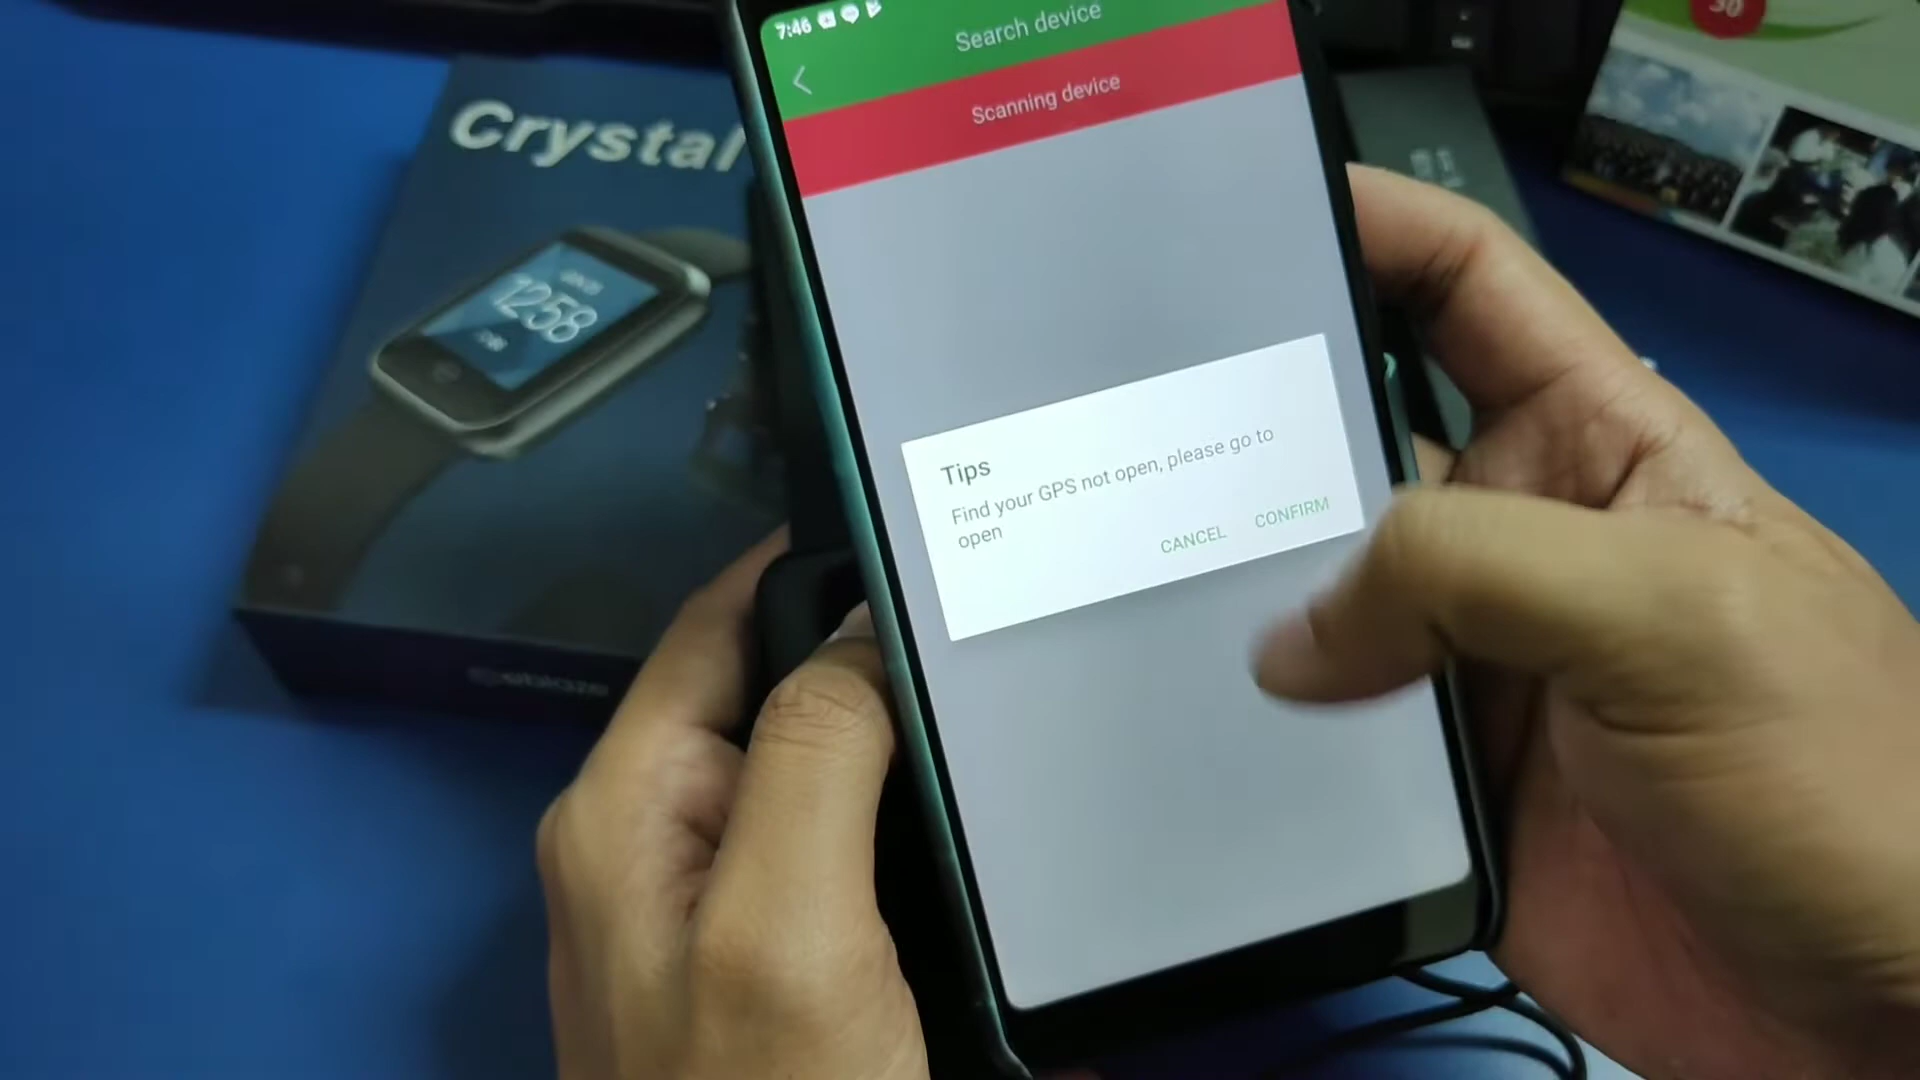 7:46
Search device
Scanning device
Crystal
12:58
Tips
Find your GPS not open, please go to
open
CANCEL
CONFIRM
30